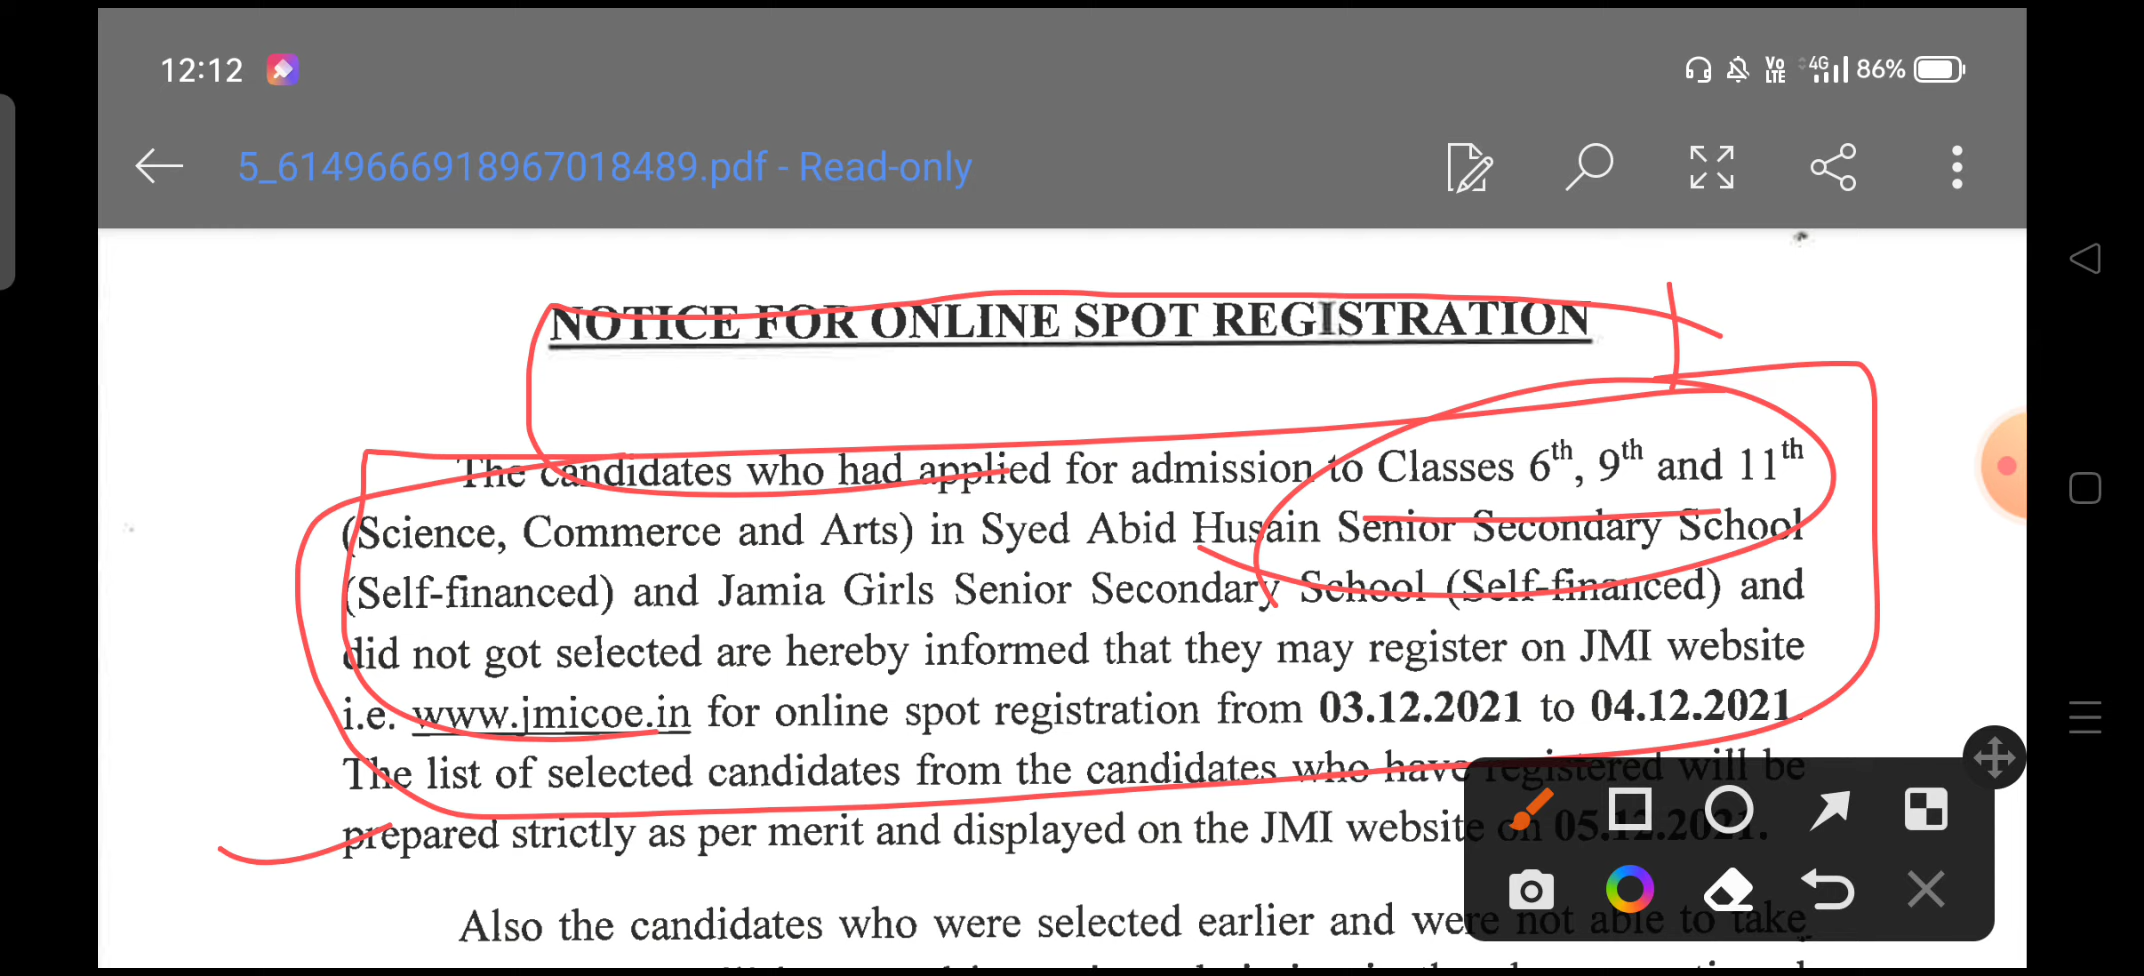 12:12
Vo LTE 4G 86%
5_6149666918967018489.pdf - Read-only
NOTICE FOR ONLINE SPOT REGISTRATION
The candidates who had applied for admission to Classes 6th, 9th and 11th
(Science, Commerce and Arts) in Syed Abid Husain Senior Secondary School
(Self-financed) and Jamia Girls Senior Secondary School (Self-financed) and
did not got selected are hereby informed that they may register on JMI website
i.e. www.jmicoe.in for online spot registration from 03.12.2021 to 04.12.2021.
The list of selected candidates from the candidates who have registered will be
prepared strictly as per merit and displayed on the JMI website on 05.12.2021.
Also the candidates who were selected earlier and were not able to take